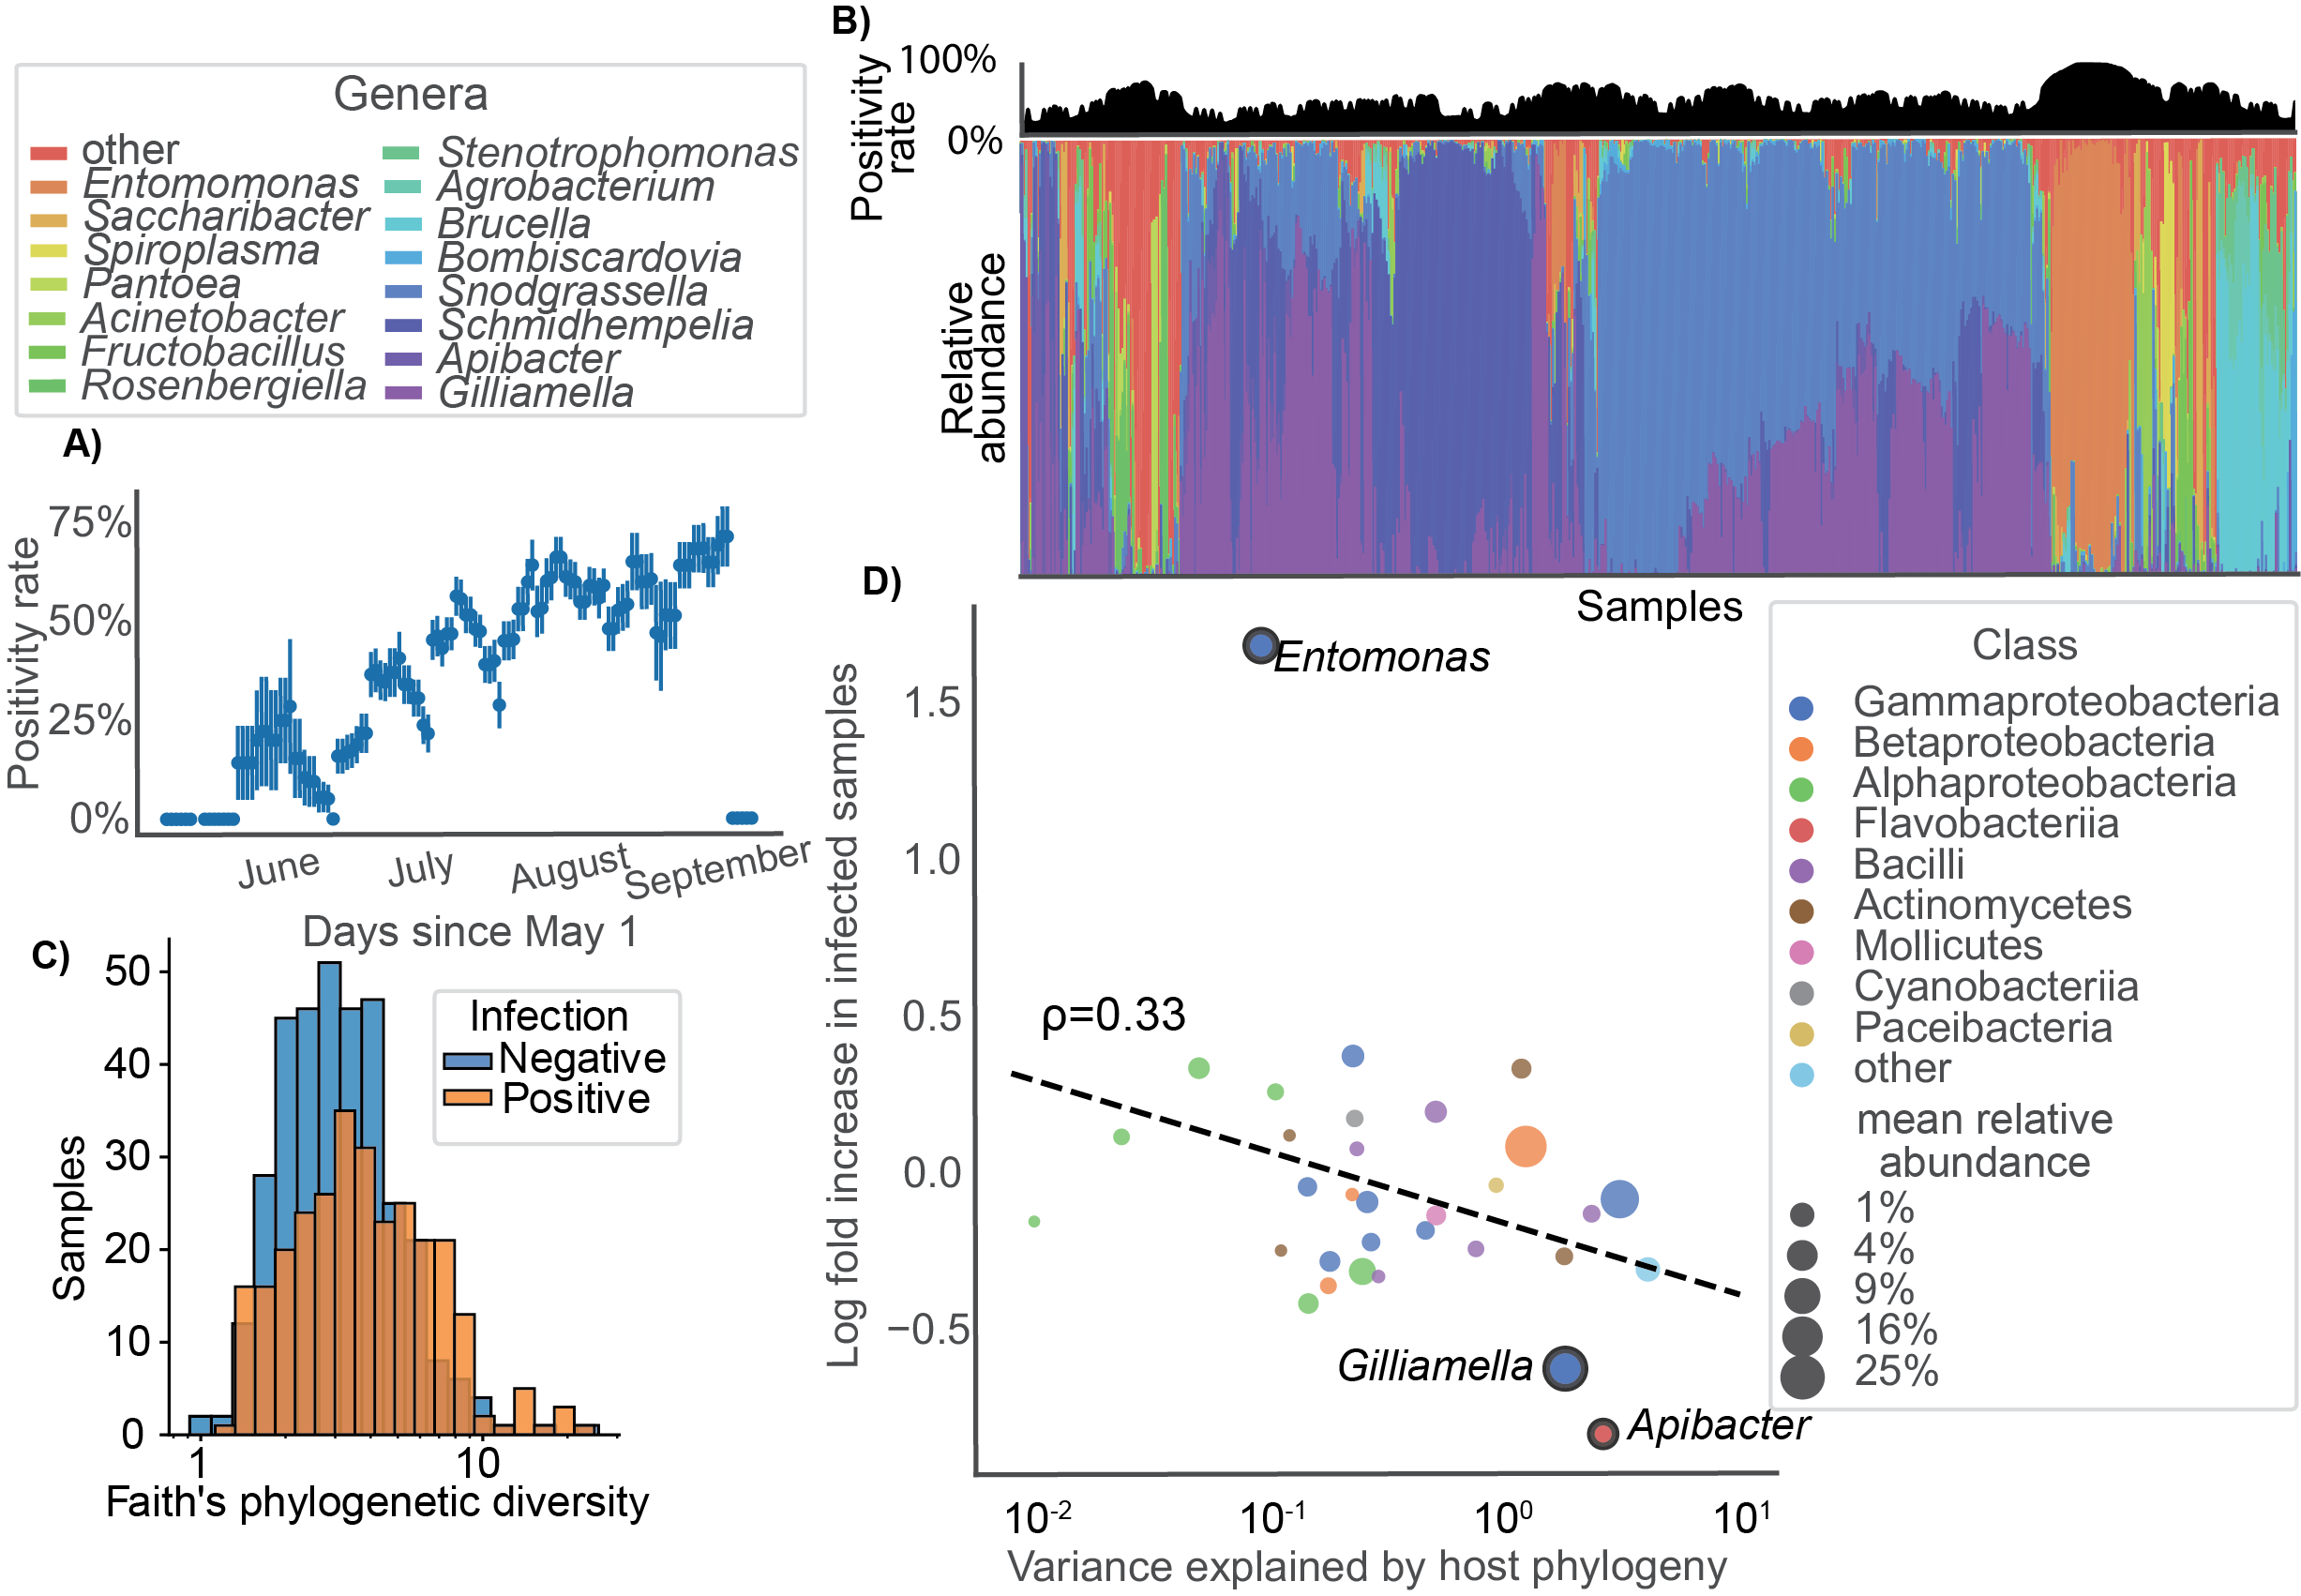 Genera
other
Entomomonas
Saccharibacter
Spiroplasma
Pantoea
Acinetobacter
Fructobacillus
Rosenbergiella
Stenotrophomonas
Agrobacterium
Brucella
Bombiscardovia
Snodgrassella
Schmidhempelia
Apibacter
Gilliamella
A)
Positivity rate
75%
50%
25%
0%
June
July
August
September
Days since May 1
B)
Positivity
rate
100%
0%
Relative
abundance
Samples
C)
Samples
50
40
30
20
10
0
Infection
Negative
Positive
1
10
Faith's phylogenetic diversity
D)
Log fold increase in infected samples
1.5
1.0
0.5
0.0
−0.5
Entomonas
ρ=0.33
Gilliamella
Apibacter
10-2
10-1
100
101
Variance explained by host phylogeny
Class
Gammaproteobacteria
Betaproteobacteria
Alphaproteobacteria
Flavobacteriia
Bacilli
Actinomycetes
Mollicutes
Cyanobacteriia
Paceibacteria
other
mean relative
abundance
1%
4%
9%
16%
25%